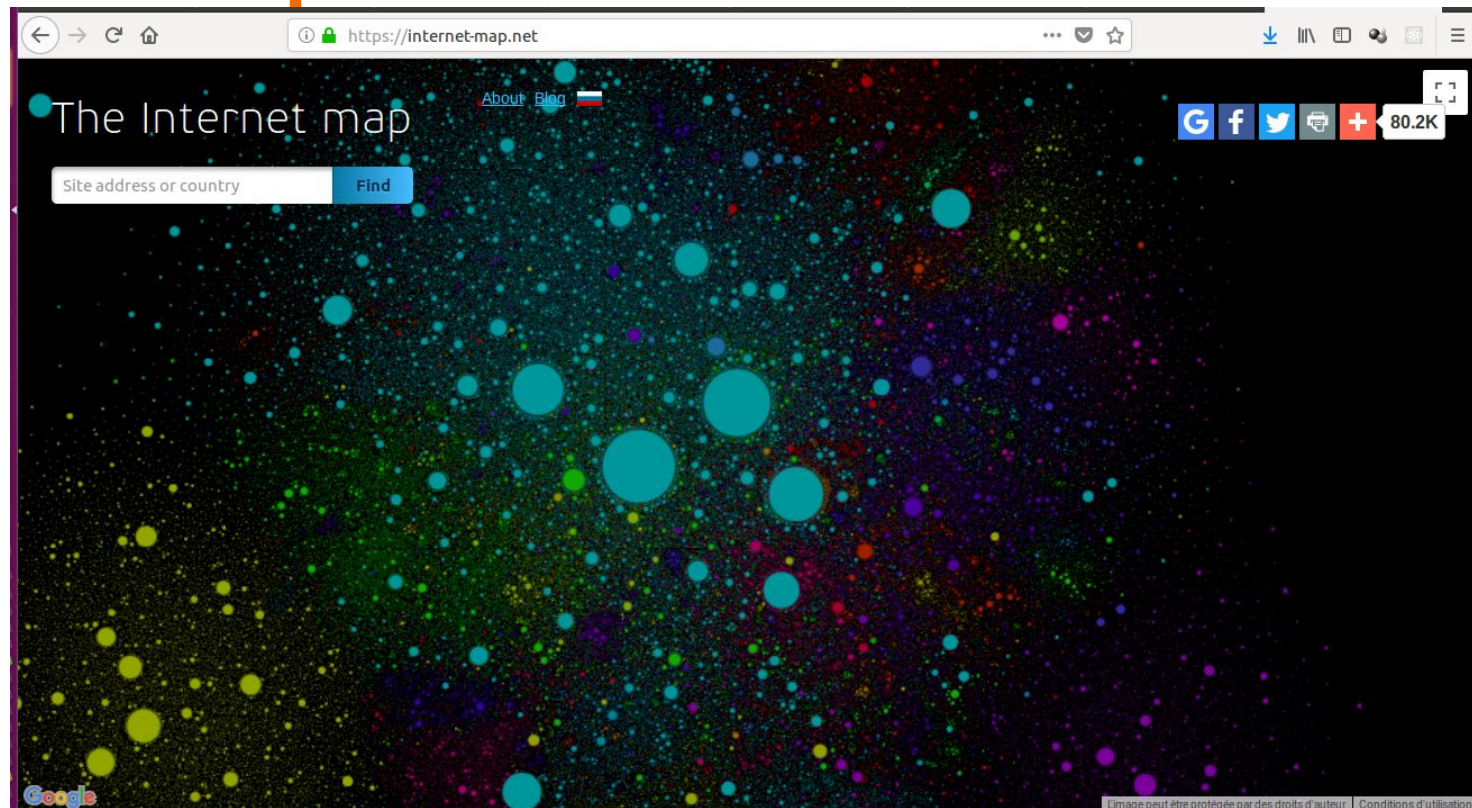 https://internet-map.net
The Internet map
About Blog
80.2K
Site address or country
Find
Google
L'image peut être protégée par des droits d'auteur
Conditions d'utilisation